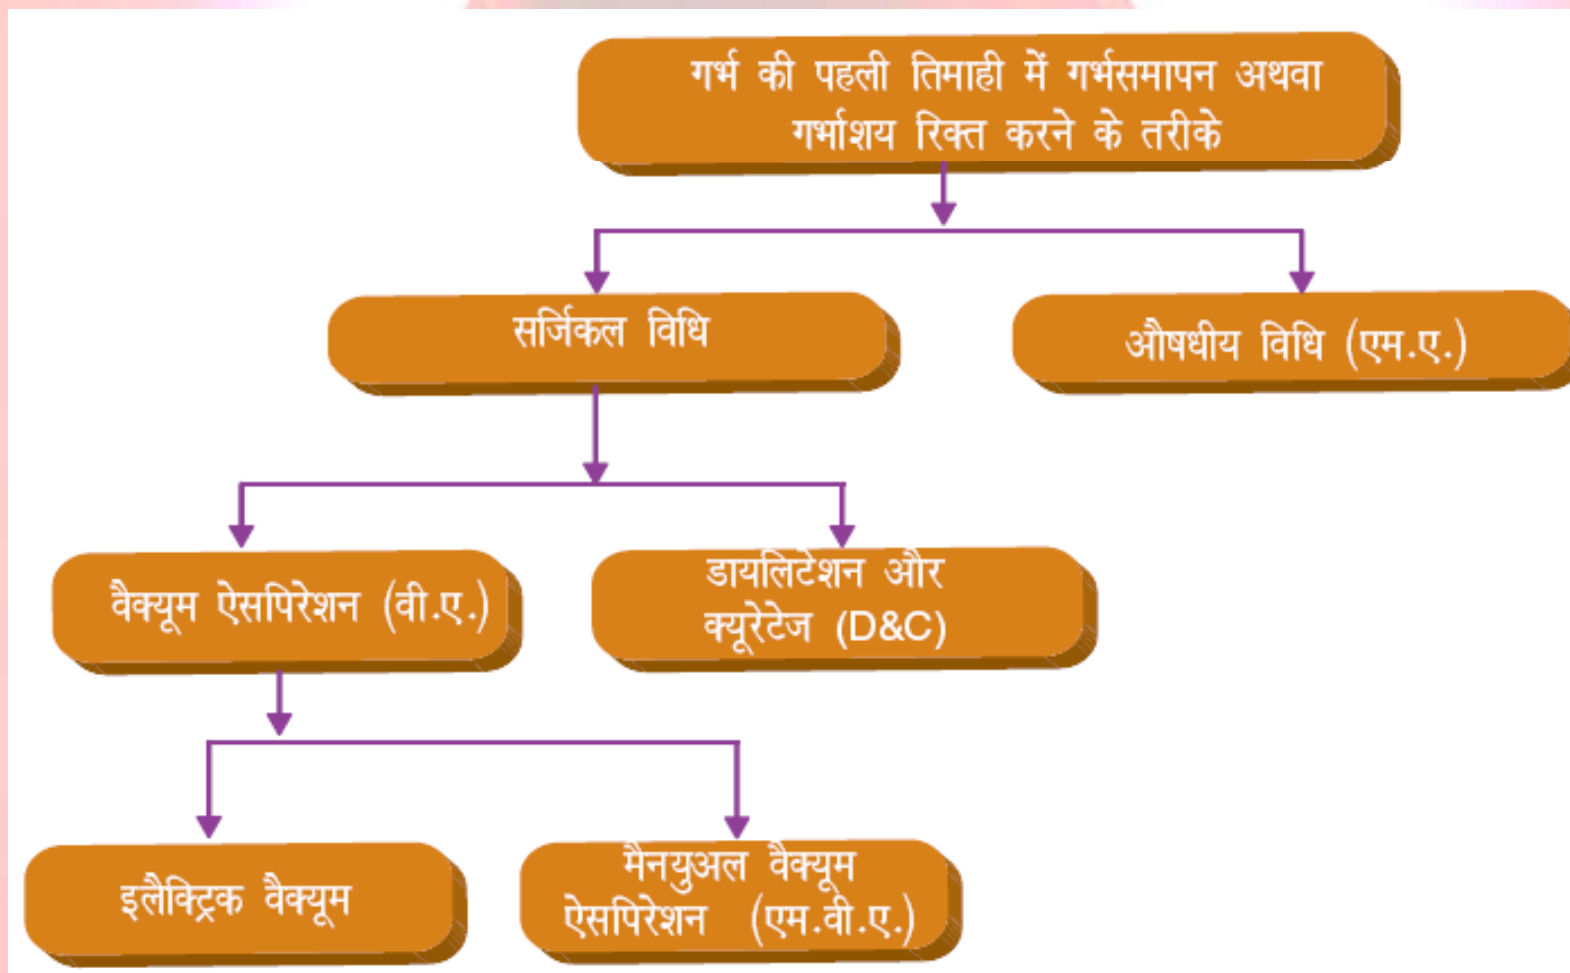 गर्भ की पहली तिमाही में गर्भसमापन अथवा
गर्भाशय रिक्त करने के तरीके
सर्जिकल विधि
औषधीय विधि (एम.ए.)
वैक्यूम ऐसपिरेशन (वी.ए.)
डायलिटेशन और
क्यूरेटेज (D&C)
इलैक्ट्रिक वैक्यूम
मैनयुअल वैक्यूम
ऐसपिरेशन (एम.वी.ए.)